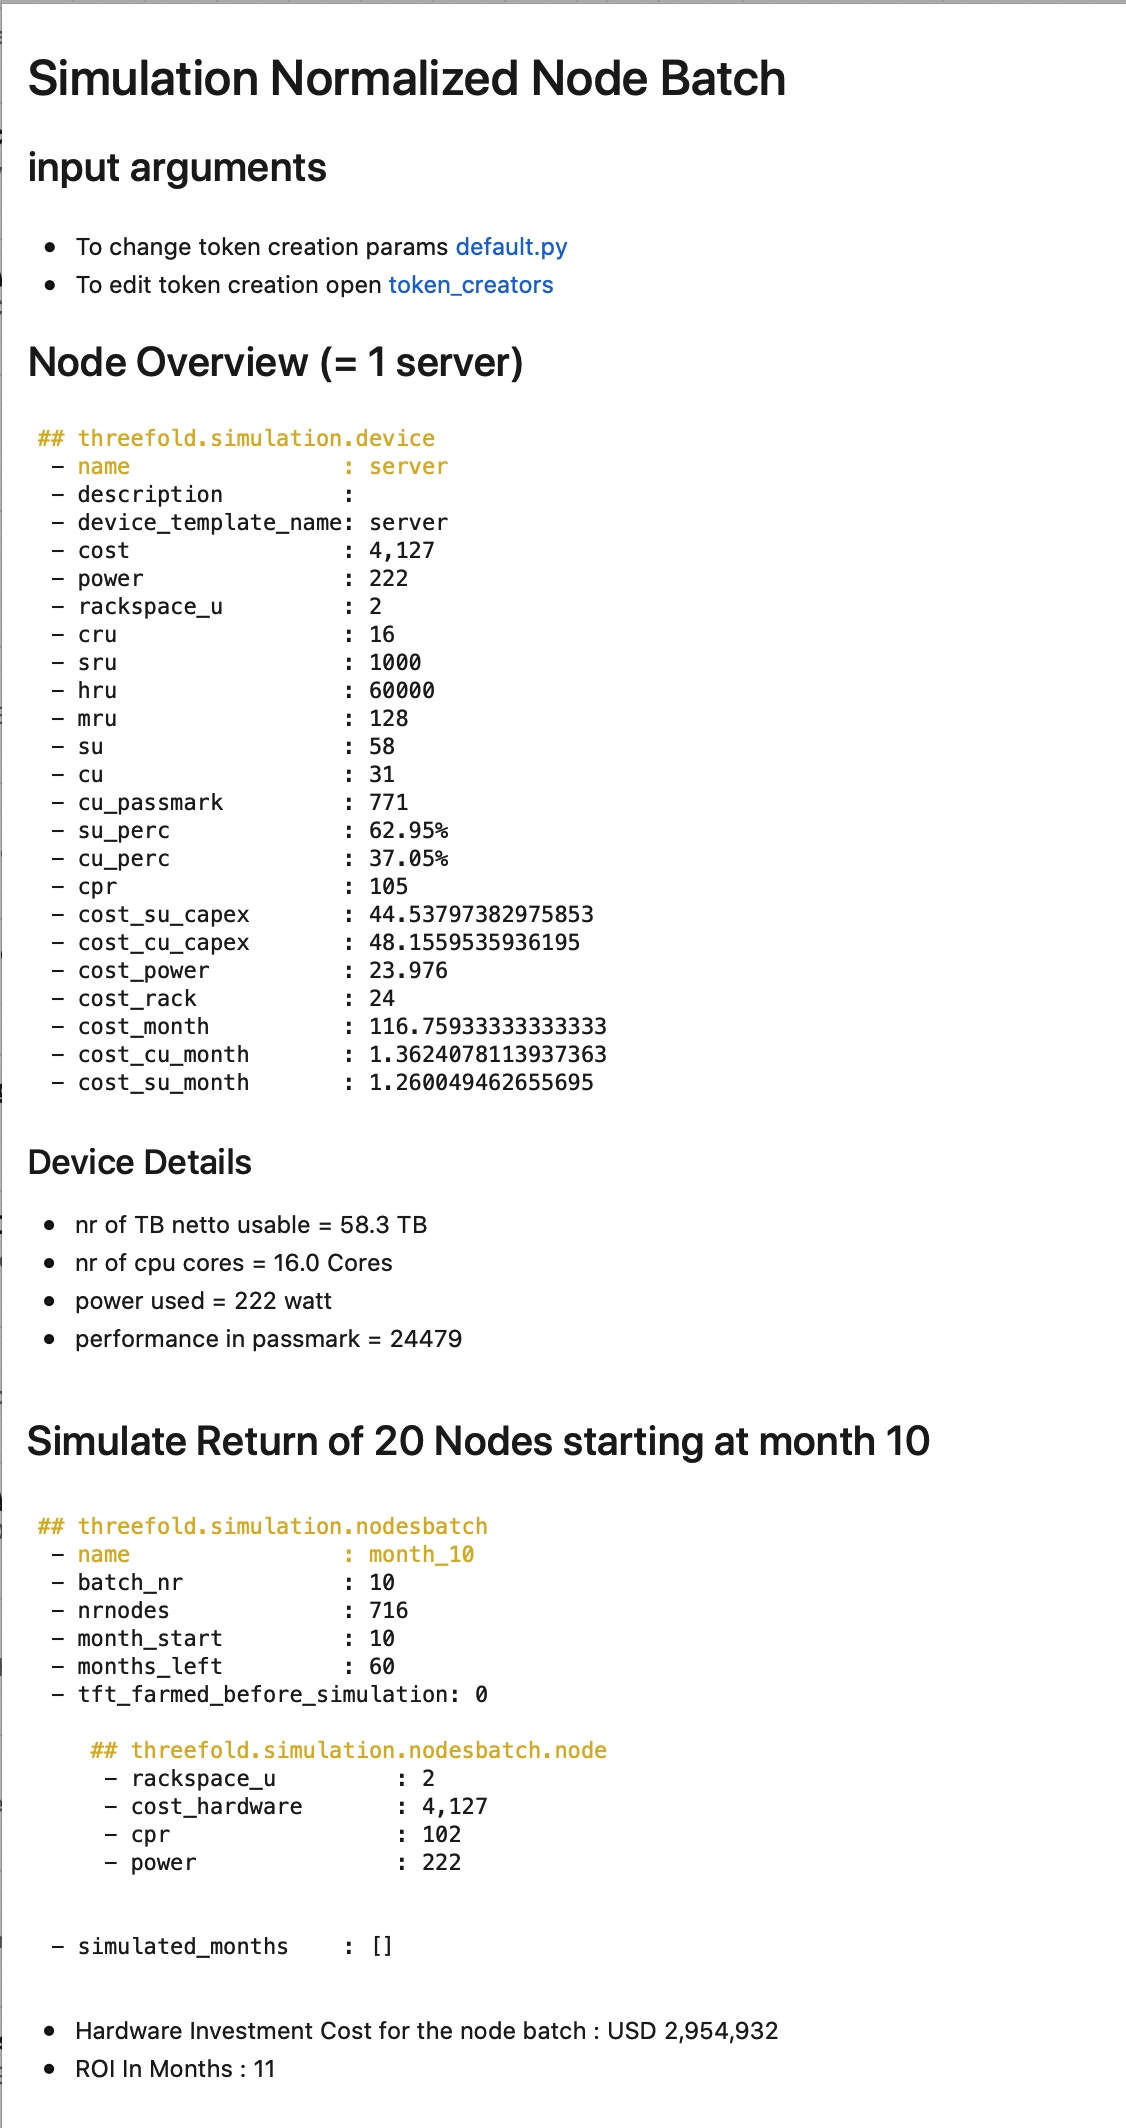 Simulation Normalized Node Batch
input arguments
• To change token creation params default.py
• To edit token creation open token_creators
Node Overview (= 1 server)
## threefold.simulation.device
- name : server
- description :
- device_template_name: server
- cost : 4,127
- power : 222
- rackspace_u : 2
- cru : 16
- sru : 1000
- hru : 60000
- mru : 128
- su : 58
- cu : 31
- cu_passmark : 771
- su_perc : 62.95%
- cu_perc : 37.05%
- cpr : 105
- cost_su_capex : 44.53797382975853
- cost_cu_capex : 48.1559535936195
- cost_power : 23.976
- cost_rack : 24
- cost_month : 116.75933333333333
- cost_cu_month : 1.3624078113937363
- cost_su_month : 1.260049462655695
Device Details
• nr of TB netto usable = 58.3 TB
• nr of cpu cores = 16.0 Cores
• power used = 222 watt
• performance in passmark = 24479
Simulate Return of 20 Nodes starting at month 10
## threefold.simulation.nodesbatch
- name : month_10
- batch_nr : 10
- nrnodes : 716
- month_start : 10
- months_left : 60
- tft_farmed_before_simulation: 0
## threefold.simulation.nodesbatch.node
- rackspace_u : 2
- cost_hardware : 4,127
- cpr : 102
- power : 222
- simulated_months : []
• Hardware Investment Cost for the node batch : USD 2,954,932
• ROI In Months : 11